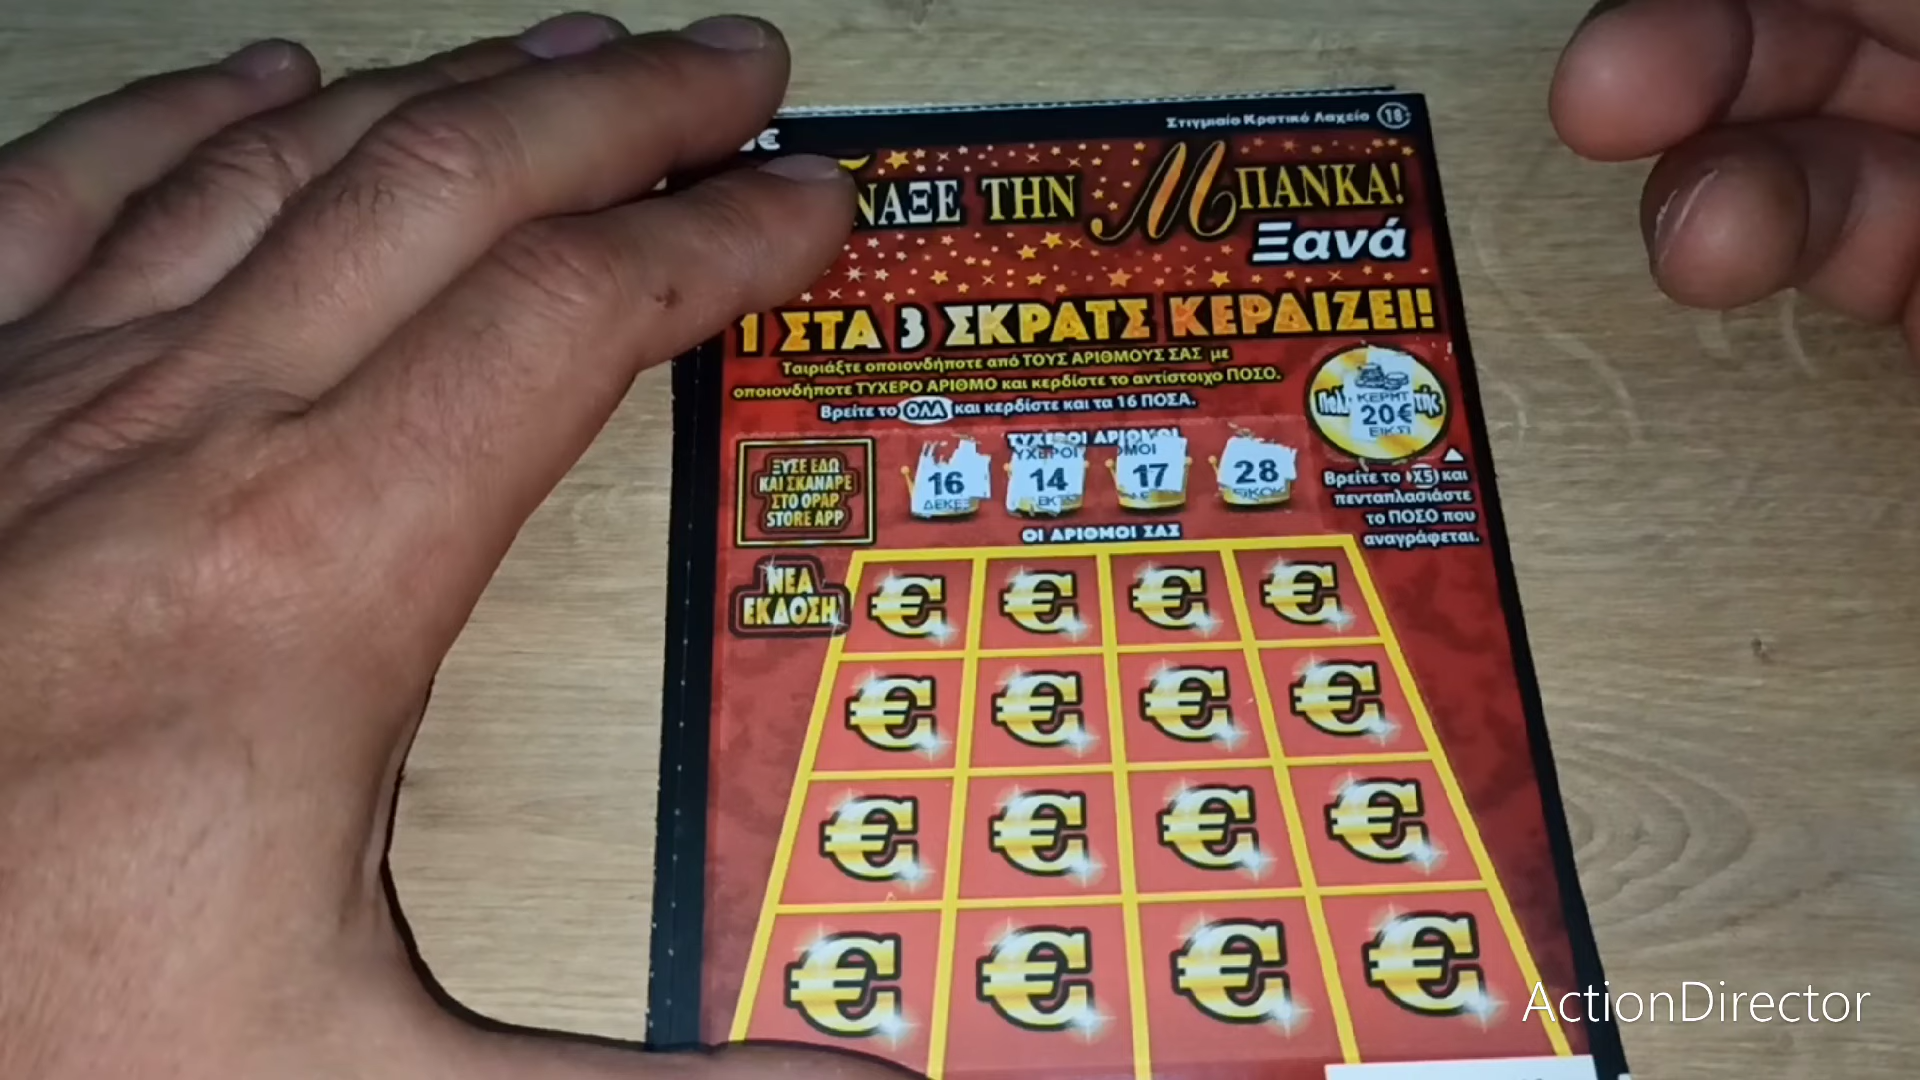 Στιγμιαίο Κρατικό Λαχείο 18
ΤΗΝ ΜΠΑΝΚΑ!
Ξανά
1 ΣΤΑ 3 ΣΚΡΑΤΣ ΚΕΡΔΙΖΕΙ!
Ταιριάξτε οποιονδήποτε από ΤΟΥΣ ΑΡΙΘΜΟΥΣ ΣΑΣ με
οποιονδήποτε ΤΥΧΕΡΟ ΑΡΙΘΜΟ και κερδίστε το αντίστοιχο ΠΟΣΟ.
Βρείτε το ΟΛΑ και κερδίστε και τα 16 ΠΟΣΑ.
20€
ΤΥΧΕΡΟΙ ΑΡΙΘΜΟΙ
16 14 17 28
ΞΥΣΕ ΕΔΩ
ΚΑΙ ΣΚΑΝΑΡΕ
ΣΤΟ OPAP
STORE APP
Βρείτε το X5 και
πενταπλασιάστε
το ΠΟΣΟ που
αναγράφεται.
ΟΙ ΑΡΙΘΜΟΙ ΣΑΣ
ΝΕΑ
ΕΚΔΟΣΗ
€ € € €
€ € € €
€ € € €
€ € € €
ActionDirector